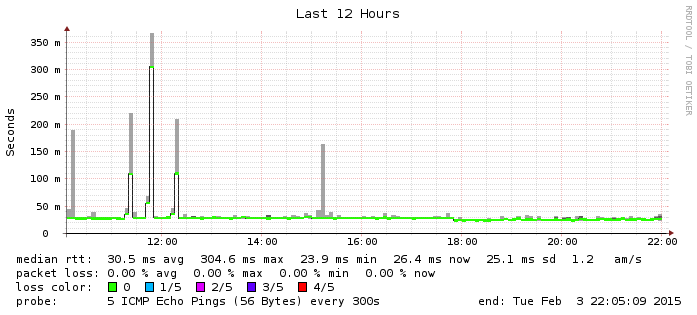 Last 12 Hours
RRDTOOL / TOBI OETIKER
Seconds
350 m
300 m
250 m
200 m
150 m
100 m
50 m
0
12:00 14:00 16:00 18:00 20:00 22:00
median rtt: 30.5 ms avg 304.6 ms max 23.9 ms min 26.4 ms now 25.1 ms sd 1.2 am/s
packet loss: 0.00 % avg 0.00 % max 0.00 % min 0.00 % now
loss color: 0 1/5 2/5 3/5 4/5
probe: 5 ICMP Echo Pings (56 Bytes) every 300s end: Tue Feb 3 22:05:09 2015